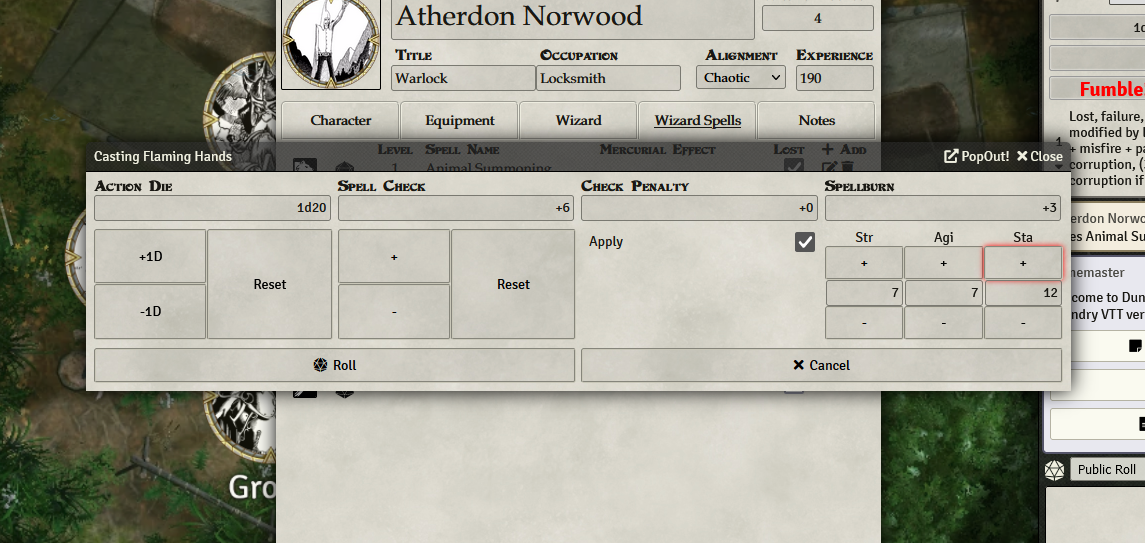 Atherdon Norwood
4
Title Occupation Alignment Experience
Warlock Locksmith Chaotic 190
Character Equipment Wizard Wizard Spells Notes
Level Spell Name Mercurial Effect Lost + Add
1 Animal Summoning
Casting Flaming Hands PopOut! Close
Action Die Spell Check Check Penalty Spellburn
1d20 +6 +0 +3
+1D -1D Reset
+ - Reset
Apply
Str Agi Sta
+ + +
7 7 12
- - -
Roll Cancel
Gro
Fumble
Lost, failure,
modified by
1
+ misfire + pa
corruption, (
corruption if
erdon Norwo
es Animal Su
nemaster
come to Dun
ndry VTT ver
Public Roll